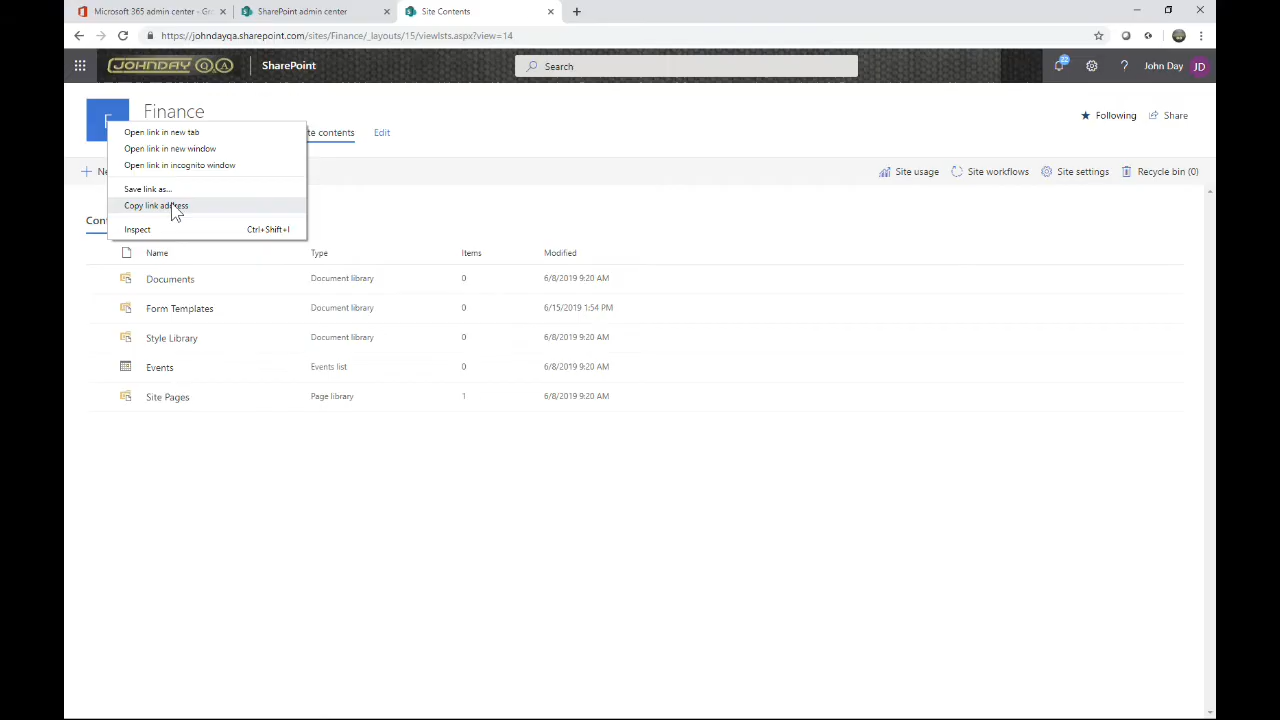 Microsoft 365 admin center - Gro
SharePoint admin center
Site Contents
https://johndayqa.sharepoint.com/sites/Finance/_layouts/15/viewlsts.aspx?view=14
JOHNDAY QA
SharePoint
Search
22
John Day
JD
F
Finance
Following
Share
te contents
Edit
Open link in new tab
Open link in new window
Open link in incognito window
Save link as...
Copy link address
Inspect
Ctrl+Shift+I
Ne
Site usage
Site workflows
Site settings
Recycle bin (0)
Cont
Name
Type
Items
Modified
Documents
Document library
0
6/8/2019 9:20 AM
Form Templates
Document library
0
6/15/2019 1:54 PM
Style Library
Document library
0
6/8/2019 9:20 AM
Events
Events list
0
6/8/2019 9:20 AM
Site Pages
Page library
1
6/8/2019 9:20 AM